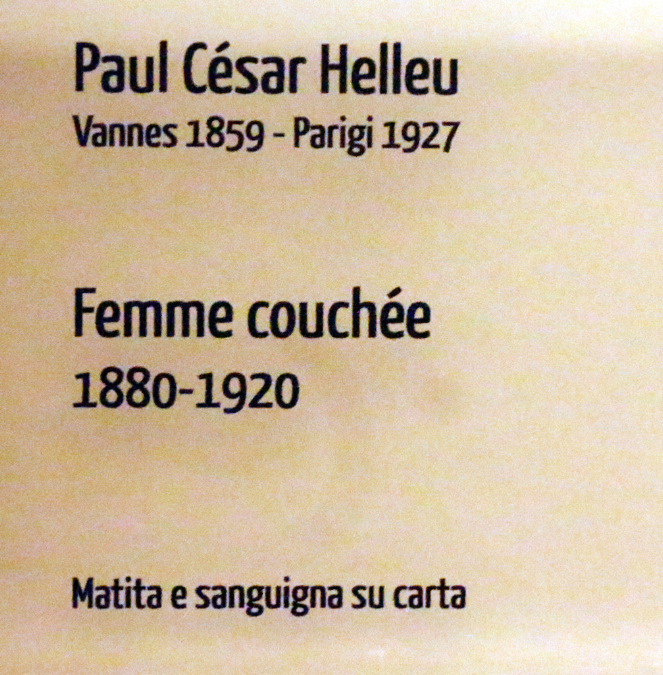 Paul César Helleu
Vannes 1859 - Parigi 1927
Femme couchée
1880-1920
Matita e sanguigna su carta